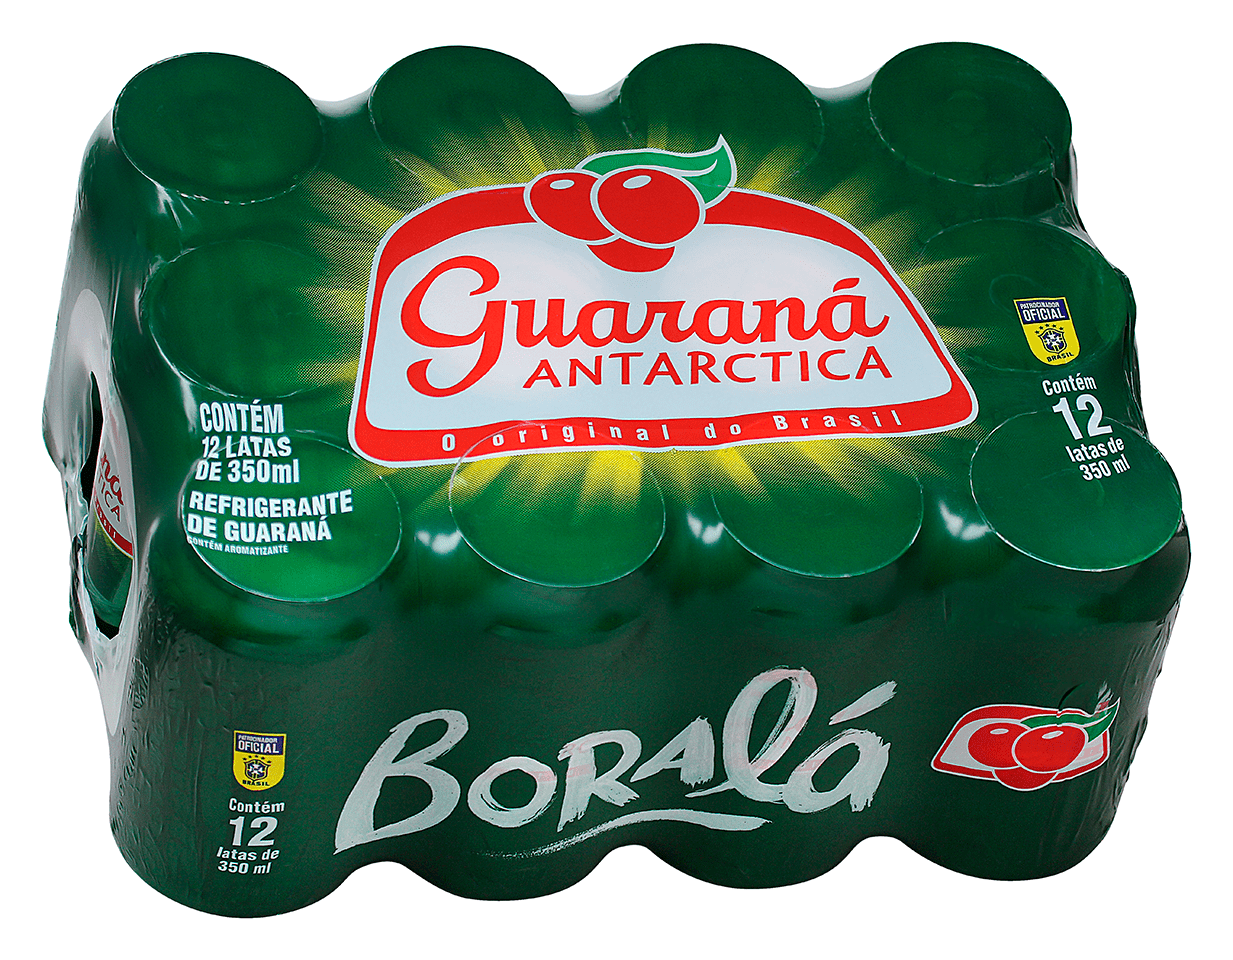 Guaraná
ANTARCTICA
O original do Brasil
PATROCINADOR
OFICIAL
BRASIL
Contém
12
latas de
350 ml
CONTÉM
12 LATAS
DE 350ml
REFRIGERANTE
DE GUARANÁ
CONTÉM AROMATIZANTE
BORALÁ
PATROCINADOR
OFICIAL
BRASIL
Contém
12
latas de
350 ml